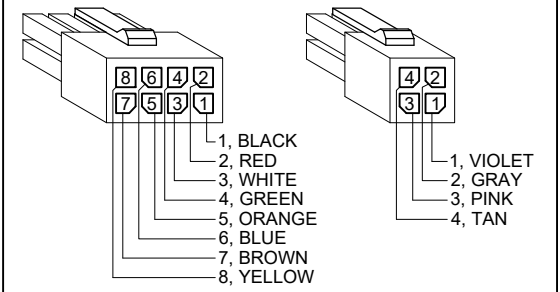 8 6 4 2
7 5 3 1
1, BLACK
2, RED
3, WHITE
4, GREEN
5, ORANGE
6, BLUE
7, BROWN
8, YELLOW
4 2
3 1
1, VIOLET
2, GRAY
3, PINK
4, TAN